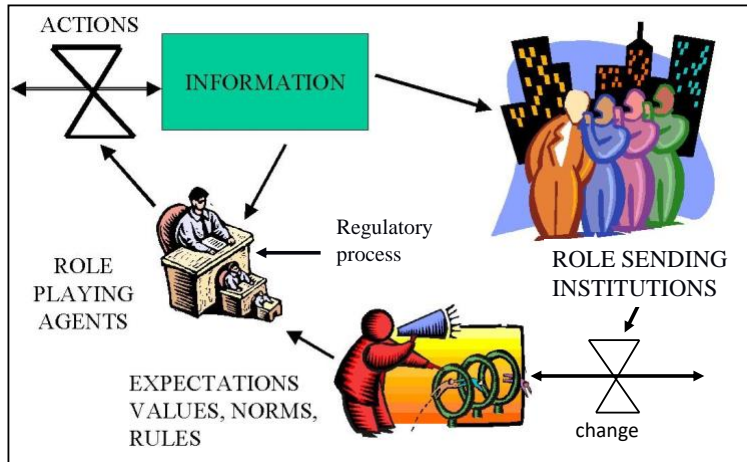 ACTIONS
INFORMATION
Regulatory
process
ROLE
PLAYING
AGENTS
ROLE SENDING
INSTITUTIONS
EXPECTATIONS
VALUES, NORMS,
RULES
change